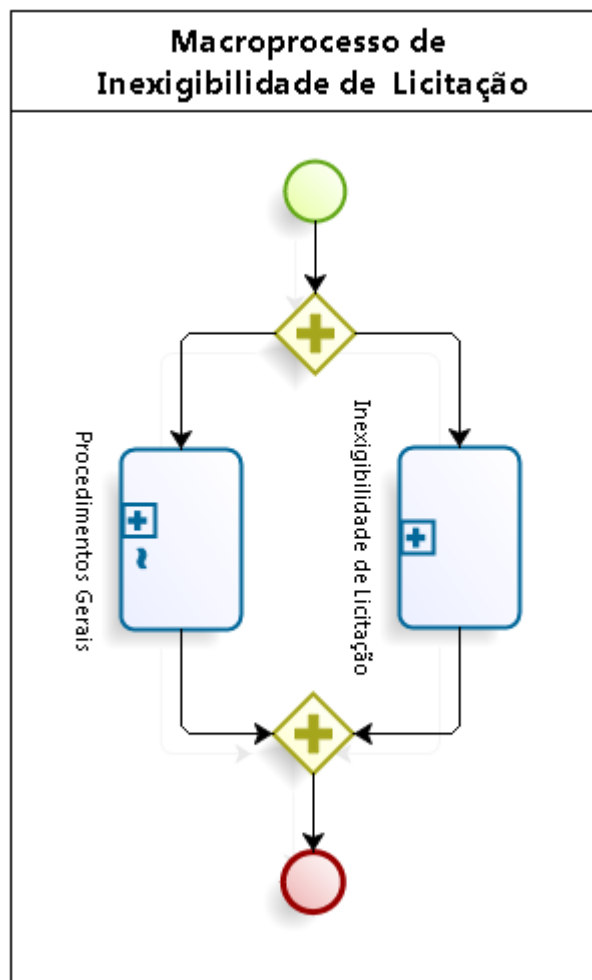 Macroprocesso de
Inexigibilidade de Licitação
Procedimentos Gerais
Inexigibilidade de Licitação